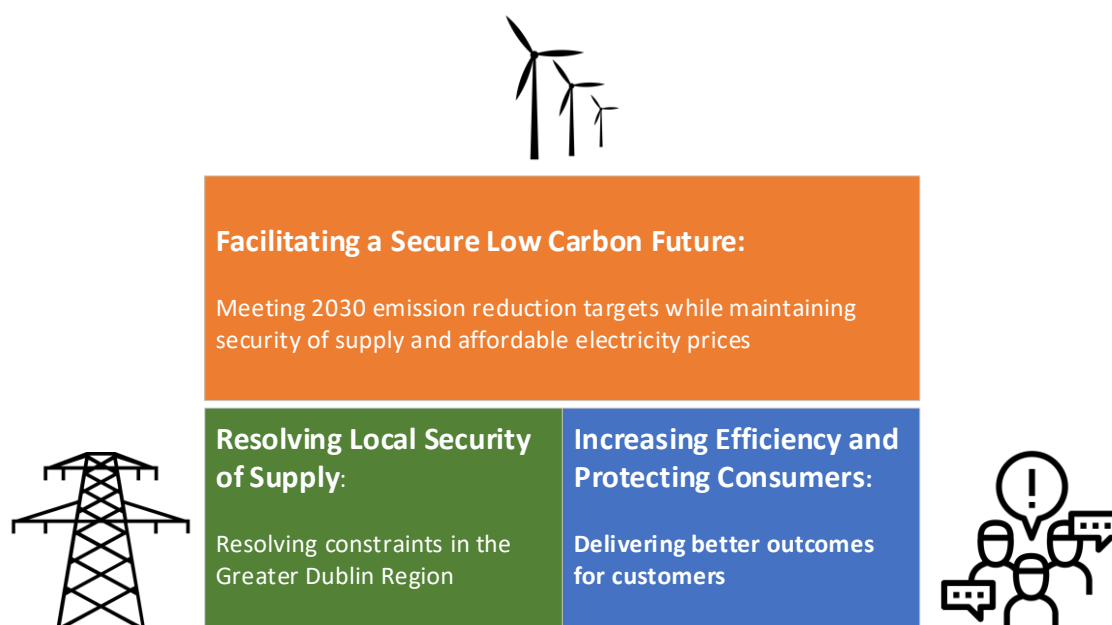 Facilitating a Secure Low Carbon Future:
Meeting 2030 emission reduction targets while maintaining
security of supply and affordable electricity prices
Resolving Local Security
of Supply:
Resolving constraints in the
Greater Dublin Region
Increasing Efficiency and
Protecting Consumers:
Delivering better outcomes
for customers
!